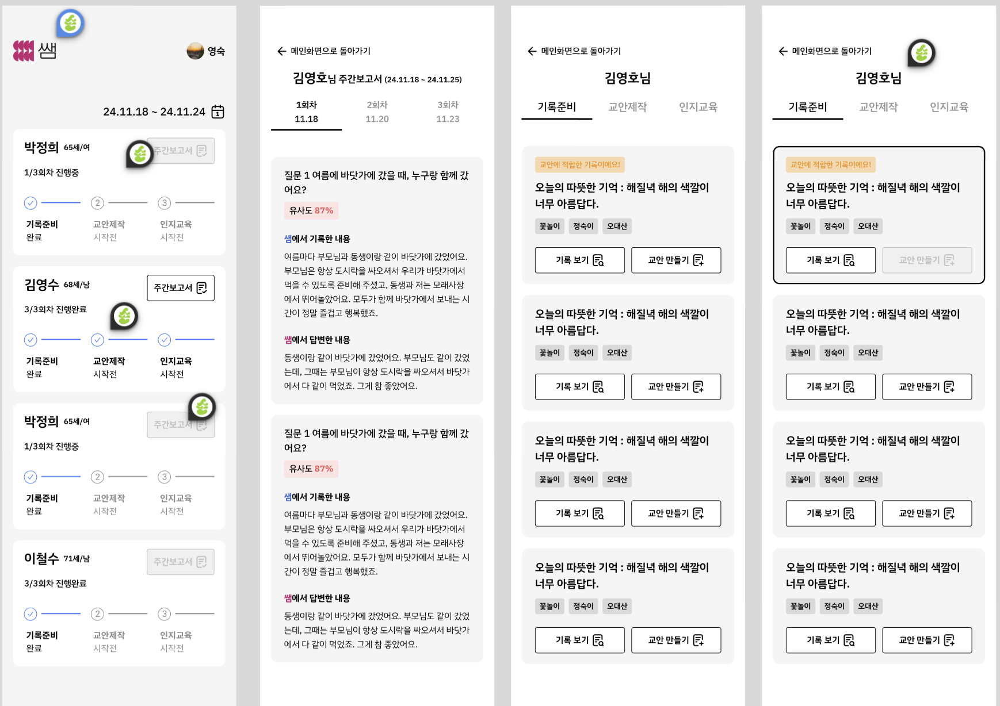 쌤
영숙
24.11.18 ~ 24.11.24
박정희 65세/여
주간보고서
1/3회차 진행중
2
3
기록준비
교안제작
인지교육
완료
시작전
시작전
김영수 68세/남
주간보고서
3/3회차 진행완료
기록준비
교안제작
인지교육
완료
시작전
시작전
박정희 65세/여
주간보고서
1/3회차 진행중
2
3
기록준비
교안제작
인지교육
완료
시작전
시작전
이철수 71세/남
주간보고서
3/3회차 진행완료
2
3
기록준비
교안제작
인지교육
완료
시작전
시작전
메인화면으로 돌아가기
김영호님 주간보고서 (24.11.18 ~ 24.11.25)
1회차
2회차
3회차
11.18
11.20
11.23
질문 1 여름에 바닷가에 갔을 때, 누구랑 함께 갔
어요?
유사도 87%
샘에서 기록한 내용
여름마다 부모님과 동생이랑 같이 바닷가에 갔었어요.
부모님은 항상 도시락을 싸오셔서 우리가 바닷가에서
먹을 수 있도록 준비해 주셨고, 동생과 저는 모래사장
에서 뛰어놀았어요. 모두가 함께 바닷가에서 보내는 시
간이 정말 즐겁고 행복했죠.
쌤에서 답변한 내용
동생이랑 같이 바닷가에 갔었어요. 부모님도 같이 갔었
는데, 그때는 부모님이 항상 도시락을 싸오셔서 바닷가
에서 다 같이 먹었죠. 그게 참 좋았어요.
질문 1 여름에 바닷가에 갔을 때, 누구랑 함께 갔
어요?
유사도 87%
샘에서 기록한 내용
여름마다 부모님과 동생이랑 같이 바닷가에 갔었어요.
부모님은 항상 도시락을 싸오셔서 우리가 바닷가에서
먹을 수 있도록 준비해 주셨고, 동생과 저는 모래사장
에서 뛰어놀았어요. 모두가 함께 바닷가에서 보내는 시
간이 정말 즐겁고 행복했죠.
쌤에서 답변한 내용
동생이랑 같이 바닷가에 갔었어요. 부모님도 같이 갔었
는데, 그때는 부모님이 항상 도시락을 싸오셔서 바닷가
에서 다 같이 먹었죠. 그게 참 좋았어요.
메인화면으로 돌아가기
김영호님
기록준비
교안제작
인지교육
교안에 적합한 기록이에요!
오늘의 따뜻한 기억 : 해질녘 해의 색깔이
너무 아름답다.
꽃놀이 정숙이 오대산
기록 보기
교안 만들기
오늘의 따뜻한 기억 : 해질녘 해의 색깔이
너무 아름답다.
꽃놀이 정숙이 오대산
기록 보기
교안 만들기
오늘의 따뜻한 기억 : 해질녘 해의 색깔이
너무 아름답다.
꽃놀이 정숙이 오대산
기록 보기
교안 만들기
오늘의 따뜻한 기억 : 해질녘 해의 색깔이
너무 아름답다.
꽃놀이 정숙이 오대산
기록 보기
교안 만들기
메인화면으로 돌아가기
김영호님
기록준비
교안제작
인지교육
교안에 적합한 기록이에요!
오늘의 따뜻한 기억 : 해질녘 해의 색깔이
너무 아름답다.
꽃놀이 정숙이 오대산
기록 보기
교안 만들기
오늘의 따뜻한 기억 : 해질녘 해의 색깔이
너무 아름답다.
꽃놀이 정숙이 오대산
기록 보기
교안 만들기
오늘의 따뜻한 기억 : 해질녘 해의 색깔이
너무 아름답다.
꽃놀이 정숙이 오대산
기록 보기
교안 만들기
오늘의 따뜻한 기억 : 해질녘 해의 색깔이
너무 아름답다.
꽃놀이 정숙이 오대산
기록 보기
교안 만들기